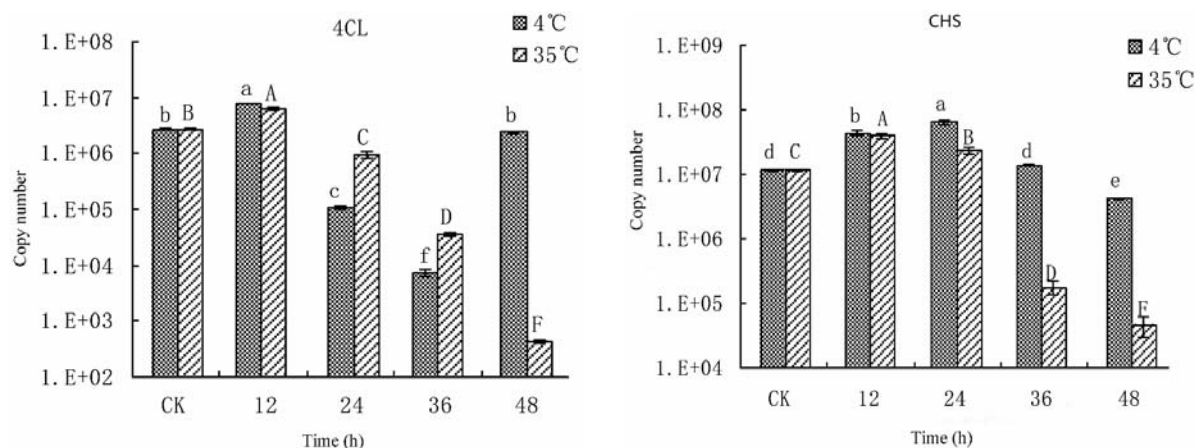 4CL
4℃
35℃
1.E+08
1.E+07
1.E+06
1.E+05
1.E+04
1.E+03
1.E+02
Copy number
b B a A c C f D b F
CK 12 24 36 48
Time (h)
CHS
4℃
35℃
1.E+09
1.E+08
1.E+07
1.E+06
1.E+05
1.E+04
Copy number
d C b A a B d D e E
CK 12 24 36 48
Time (h)